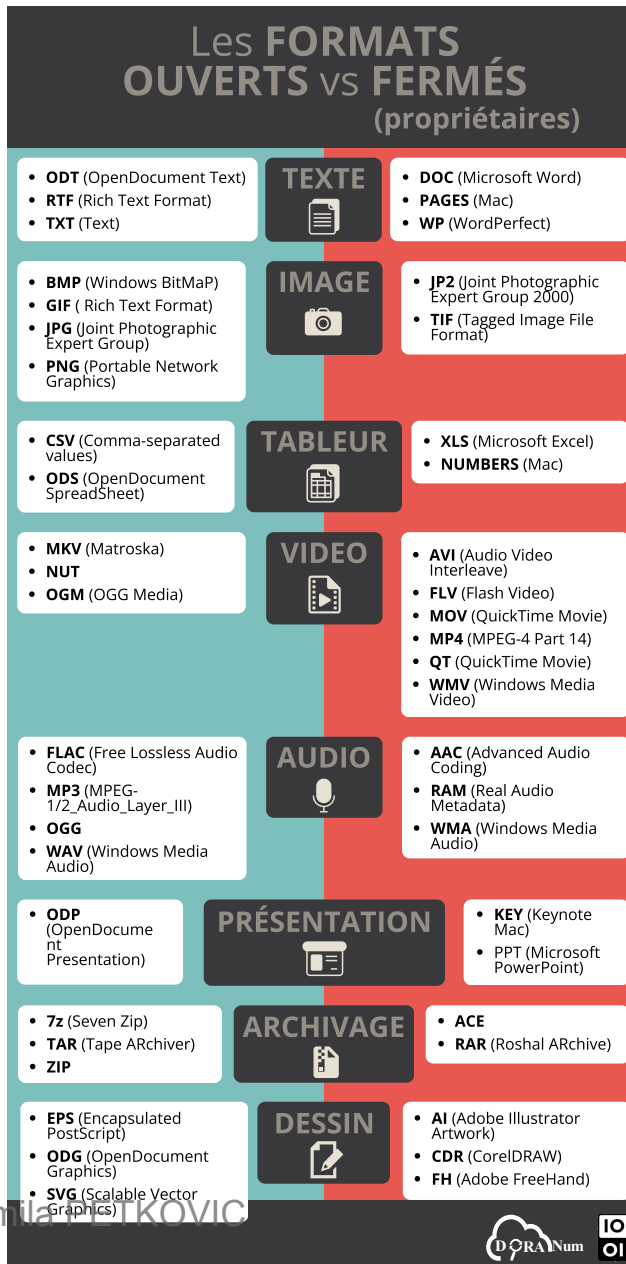 Les FORMATS
OUVERTS vs FERMÉS
(propriétaires)
TEXTE
• ODT (OpenDocument Text)
• RTF (Rich Text Format)
• TXT (Text)
• DOC (Microsoft Word)
• PAGES (Mac)
• WP (WordPerfect)
IMAGE
• BMP (Windows BitMaP)
• GIF ( Rich Text Format)
• JPG (Joint Photographic
Expert Group)
• PNG (Portable Network
Graphics)
• JP2 (Joint Photographic
Expert Group 2000)
• TIF (Tagged Image File
Format)
TABLEUR
• CSV (Comma-separated
values)
• ODS (OpenDocument
SpreadSheet)
• XLS (Microsoft Excel)
• NUMBERS (Mac)
VIDEO
• MKV (Matroska)
• NUT
• OGM (OGG Media)
• AVI (Audio Video
Interleave)
• FLV (Flash Video)
• MOV (QuickTime Movie)
• MP4 (MPEG-4 Part 14)
• QT (QuickTime Movie)
• WMV (Windows Media
Video)
AUDIO
• FLAC (Free Lossless Audio
Codec)
• MP3 (MPEG-
1/2_Audio_Layer_III)
• OGG
• WAV (Windows Media
Audio)
• AAC (Advanced Audio
Coding)
• RAM (Real Audio
Metadata)
• WMA (Windows Media
Audio)
PRÉSENTATION
• ODP
(OpenDocume
nt
Presentation)
• KEY (Keynote
Mac)
• PPT (Microsoft
PowerPoint)
ARCHIVAGE
• 7z (Seven Zip)
• TAR (Tape ARchiver)
• ZIP
• ACE
• RAR (Roshal ARchive)
DESSIN
• EPS (Encapsulated
PostScript)
• ODG (OpenDocument
Graphics)
• SVG (Scalable Vector
Graphics)
• AI (Adobe Illustrator
Artwork)
• CDR (CorelDRAW)
• FH (Adobe FreeHand)
mila PETKOVIC
DORANum
IO
OI